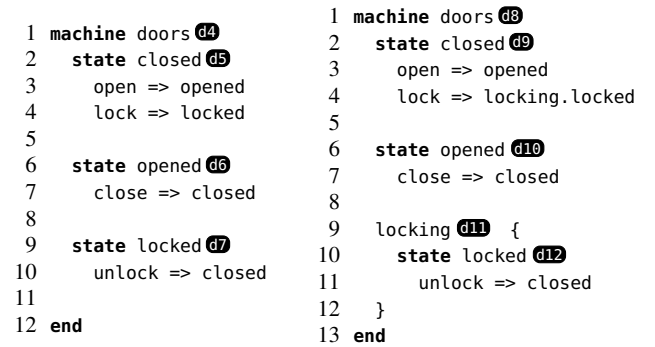 1 machine doors d4
2 state closed d5
3 open => opened
4 lock => locked
5
6 state opened d6
7 close => closed
8
9 state locked d7
10 unlock => closed
11
12 end
1 machine doors d8
2 state closed d9
3 open => opened
4 lock => locking.locked
5
6 state opened d10
7 close => closed
8
9 locking d11 {
10 state locked d12
11 unlock => closed
12 }
13 end